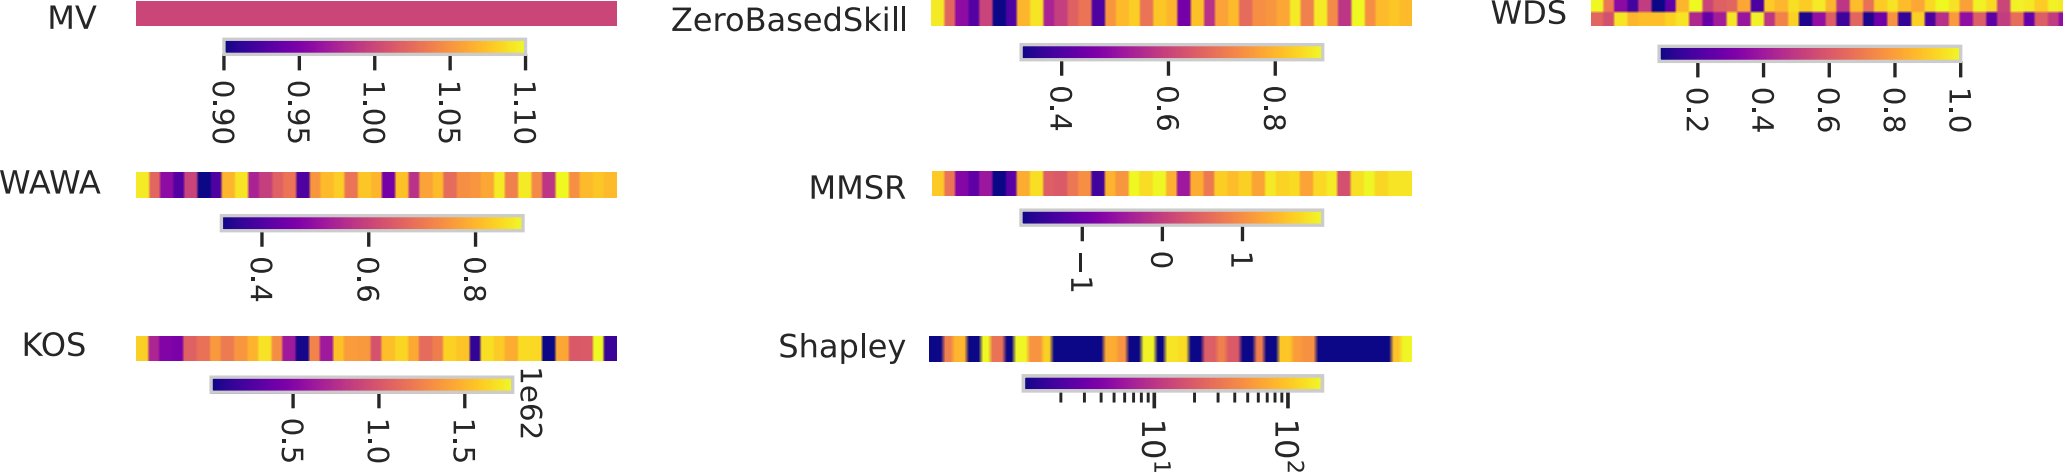 MV
0.90 0.95 1.00 1.05 1.10
ZeroBasedSkill
0.4 0.6 0.8
WDS
0.2 0.4 0.6 0.8 1.0
WAWA
0.4 0.6 0.8
MMSR
−1 0 1
KOS
0.5 1.0 1.5 1e62
Shapley
10¹ 10²